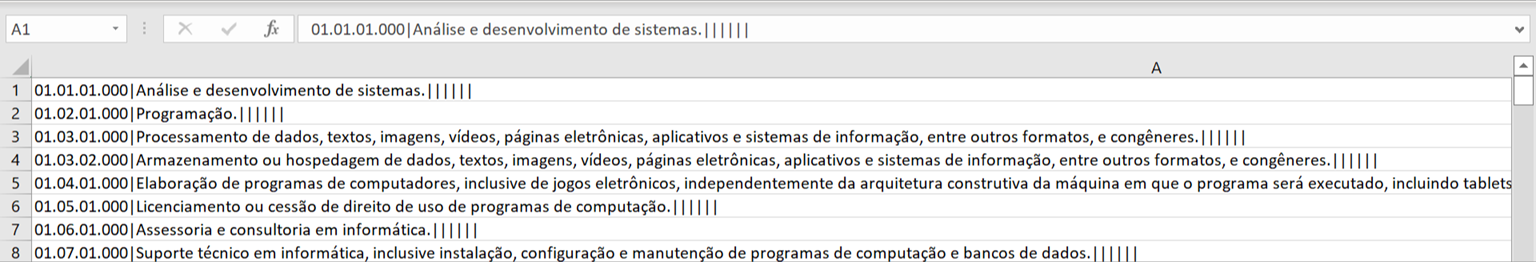 A1 fx 01.01.01.000|Análise e desenvolvimento de sistemas.||||||
A
1 01.01.01.000|Análise e desenvolvimento de sistemas.||||||
2 01.02.01.000|Programação.||||||
3 01.03.01.000|Processamento de dados, textos, imagens, vídeos, páginas eletrônicas, aplicativos e sistemas de informação, entre outros formatos, e congêneres.||||||
4 01.03.02.000|Armazenamento ou hospedagem de dados, textos, imagens, vídeos, páginas eletrônicas, aplicativos e sistemas de informação, entre outros formatos, e congêneres.||||||
5 01.04.01.000|Elaboração de programas de computadores, inclusive de jogos eletrônicos, independentemente da arquitetura construtiva da máquina em que o programa será executado, incluindo tablets
6 01.05.01.000|Licenciamento ou cessão de direito de uso de programas de computação.||||||
7 01.06.01.000|Assessoria e consultoria em informática.||||||
8 01.07.01.000|Suporte técnico em informática, inclusive instalação, configuração e manutenção de programas de computação e bancos de dados.||||||